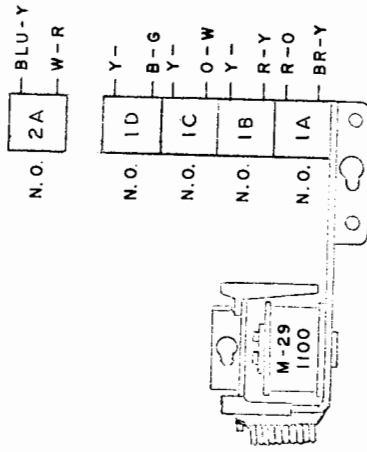 BLU-Y
N.O. 2A
W-R
Y-
N.O. 1D
B-G
Y-
N.O. 1C
O-W
Y-
N.O. 1B
R-Y
R-O
N.O. 1A
BR-Y
M-29
1100